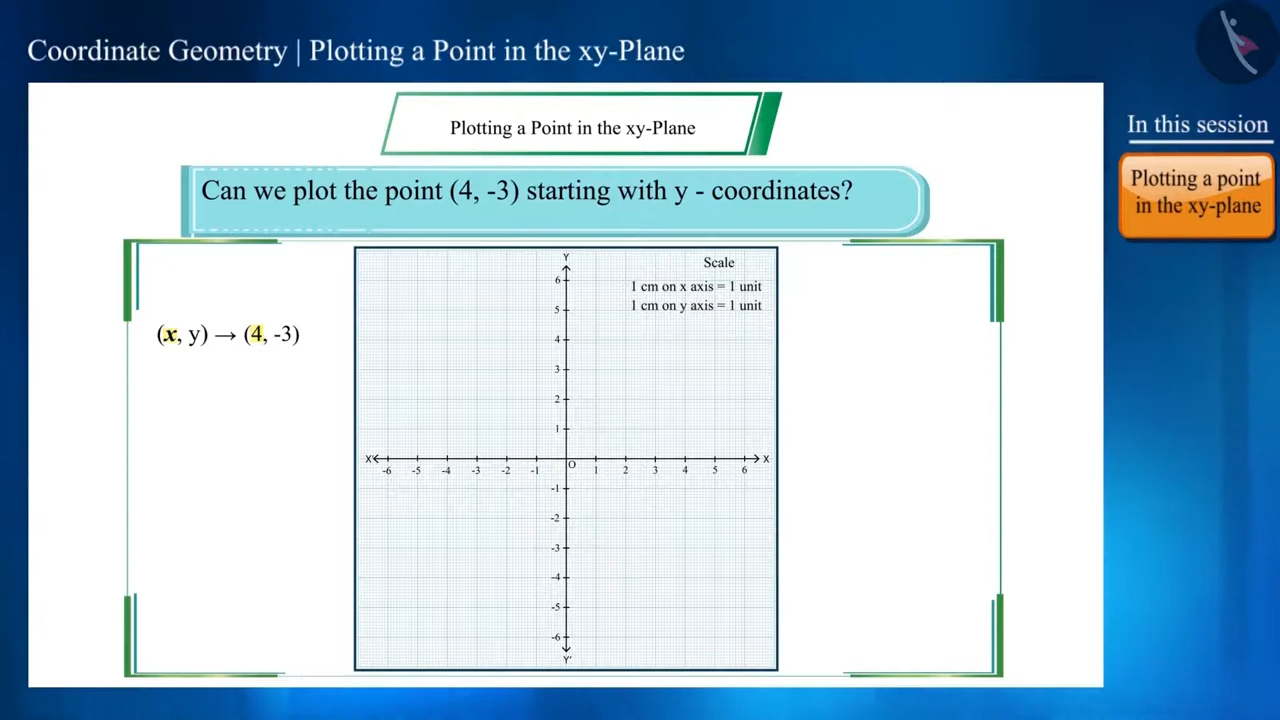 Coordinate Geometry | Plotting a Point in the xy-Plane
In this session
Plotting a point
in the xy-plane
Plotting a Point in the xy-Plane
Can we plot the point (4, -3) starting with y - coordinates?
(x, y) → (4, -3)
Scale
1 cm on x axis = 1 unit
1 cm on y axis = 1 unit
Y
6
5
4
3
2
1
X
X
O
-6 -5 -4 -3 -2 -1 1 2 3 4 5 6
-1
-2
-3
-4
-5
-6
Y'